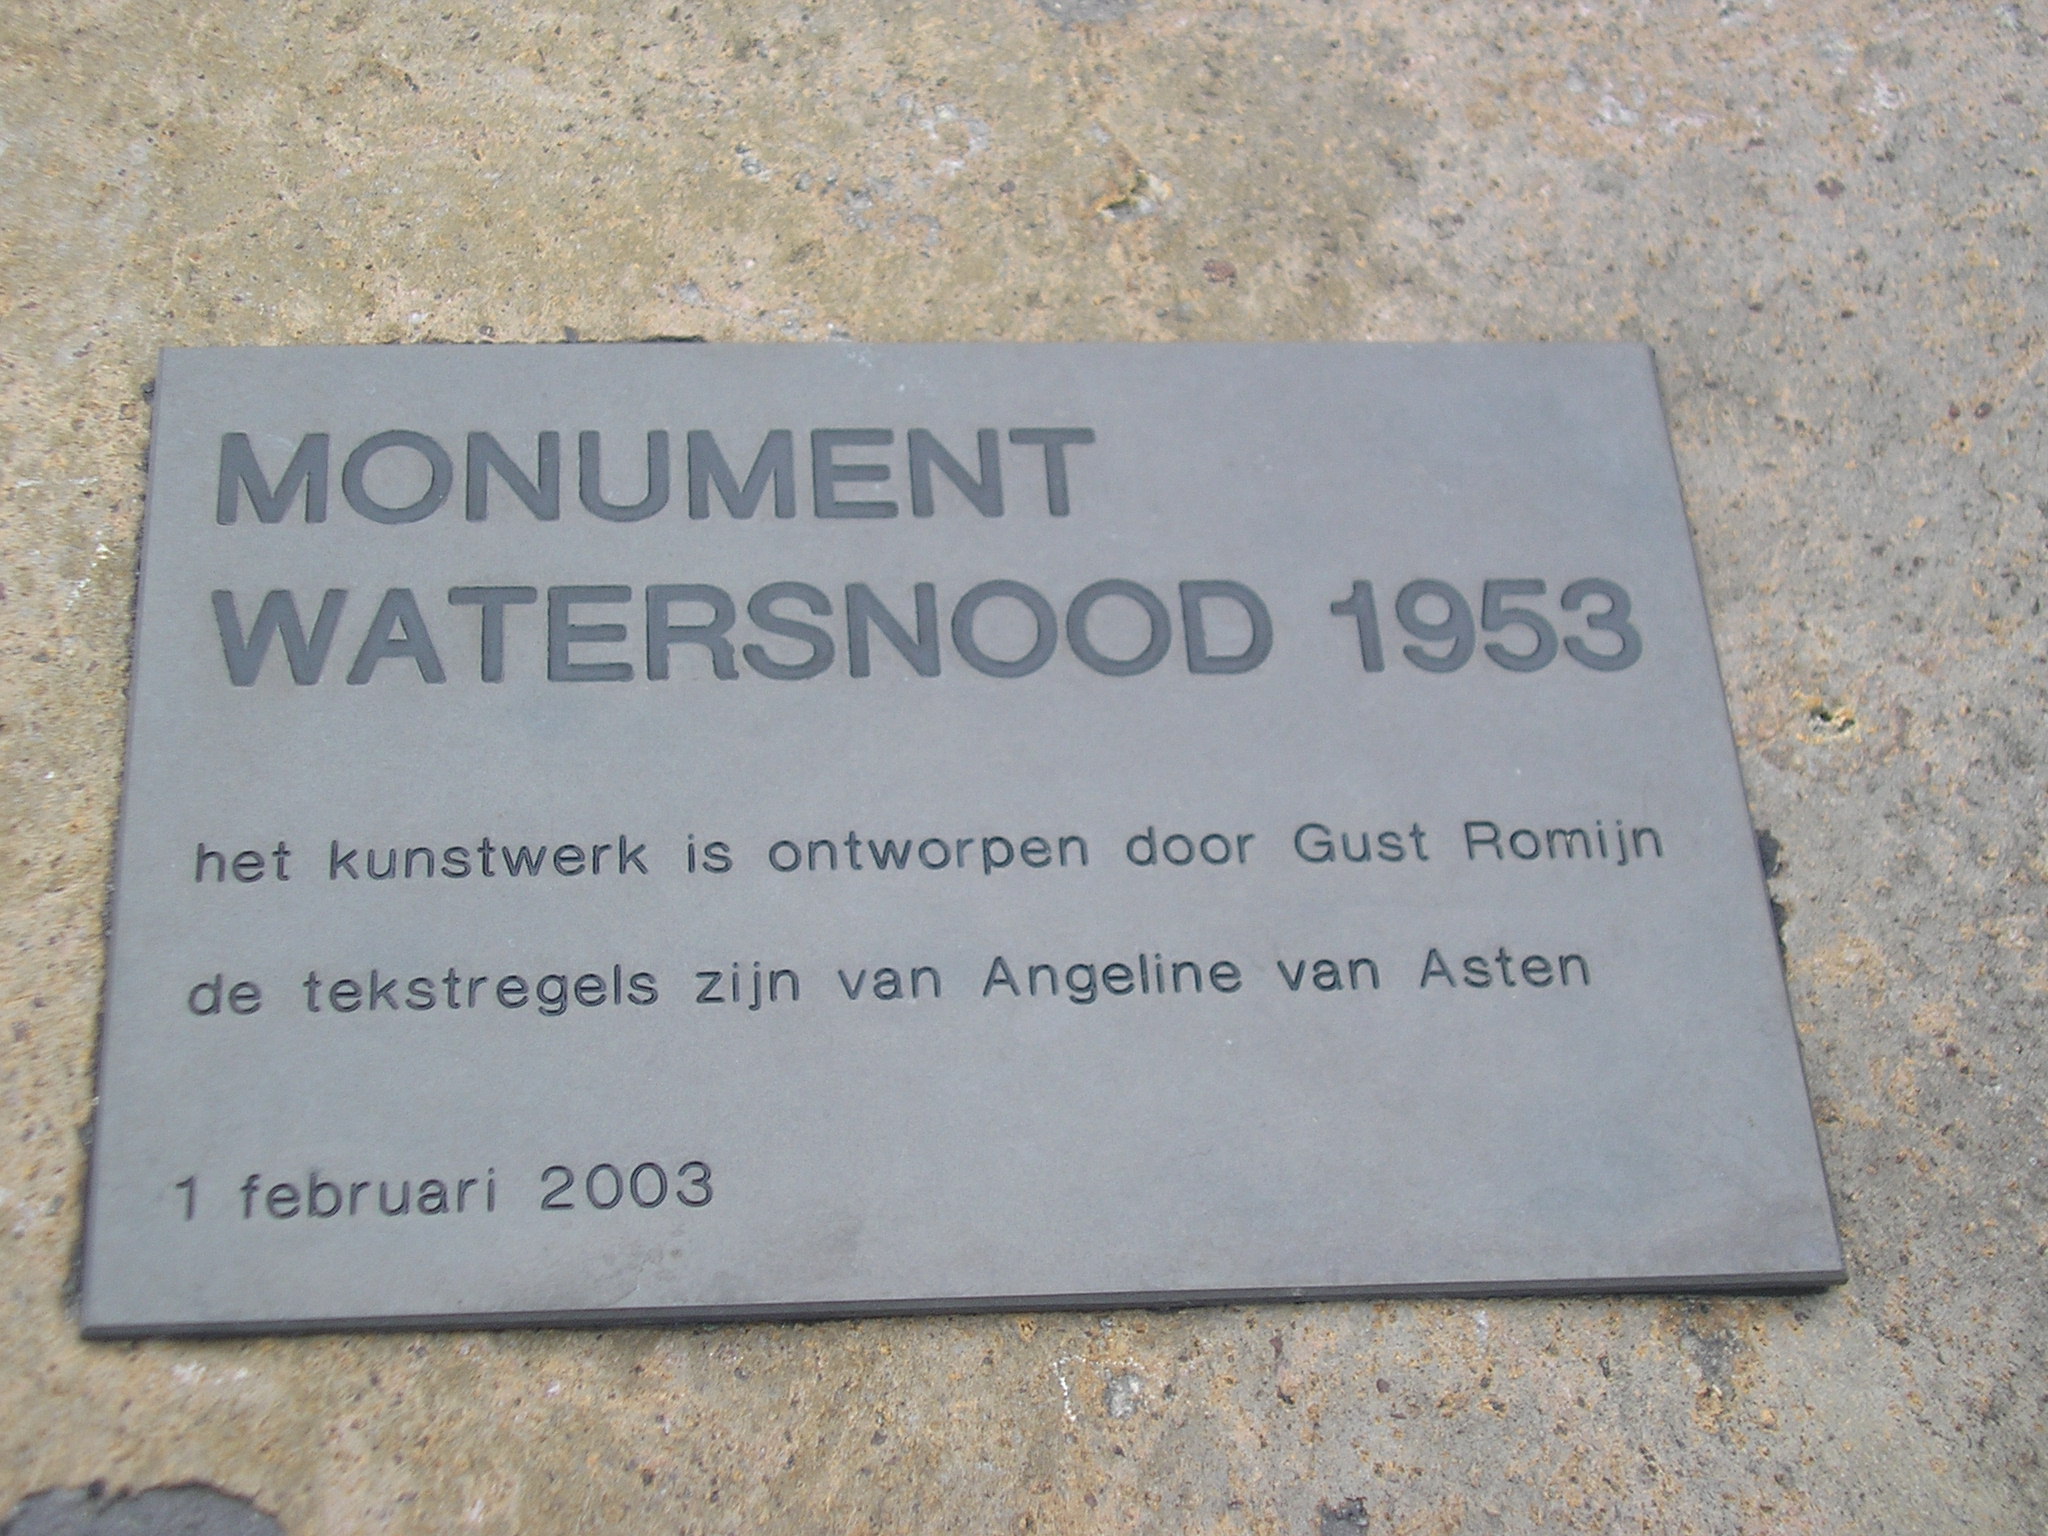 MONUMENT
WATERSNOOD 1953
het kunstwerk is ontworpen door Gust Romijn
de tekstregels zijn van Angeline van Asten
1 februari 2003